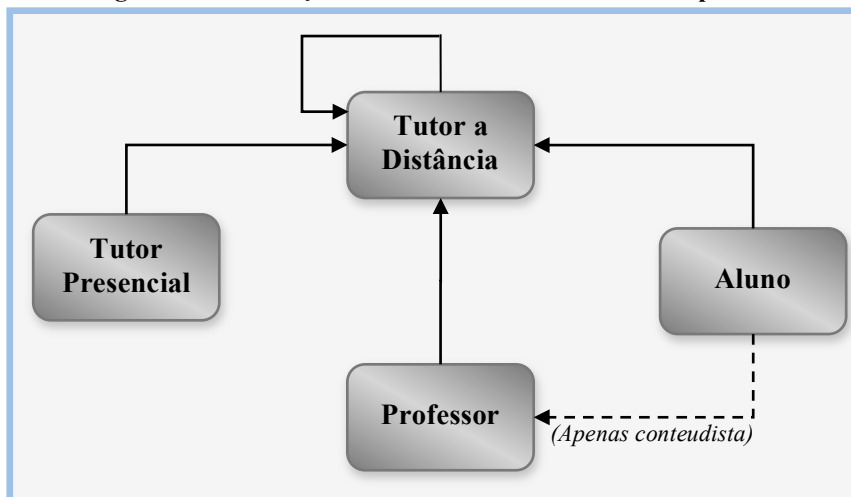 Tutor a
Distância
Tutor
Presencial
Aluno
Professor
(Apenas conteudista)